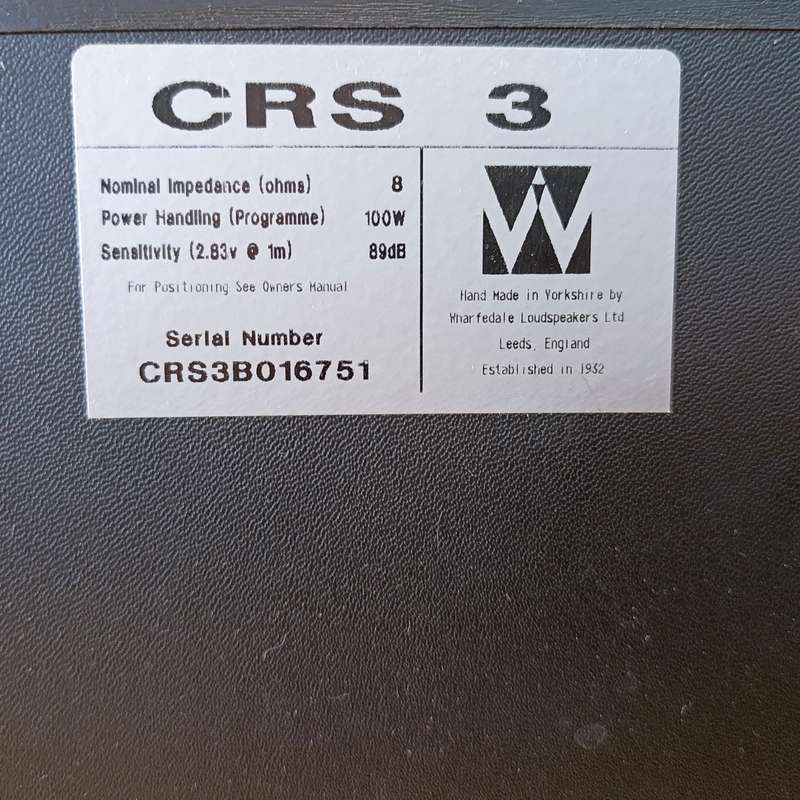 CRS 3
Nominal Impedance (ohms) 8
Power Handling (Programme) 100W
Sensitivity (2.83v @ 1m) 89dB
For Positioning See Owners Manual
Serial Number
CRS3B016751
W
Hand Made in Yorkshire by
Wharfedale Loudspeakers Ltd
Leeds, England
Established in 1932